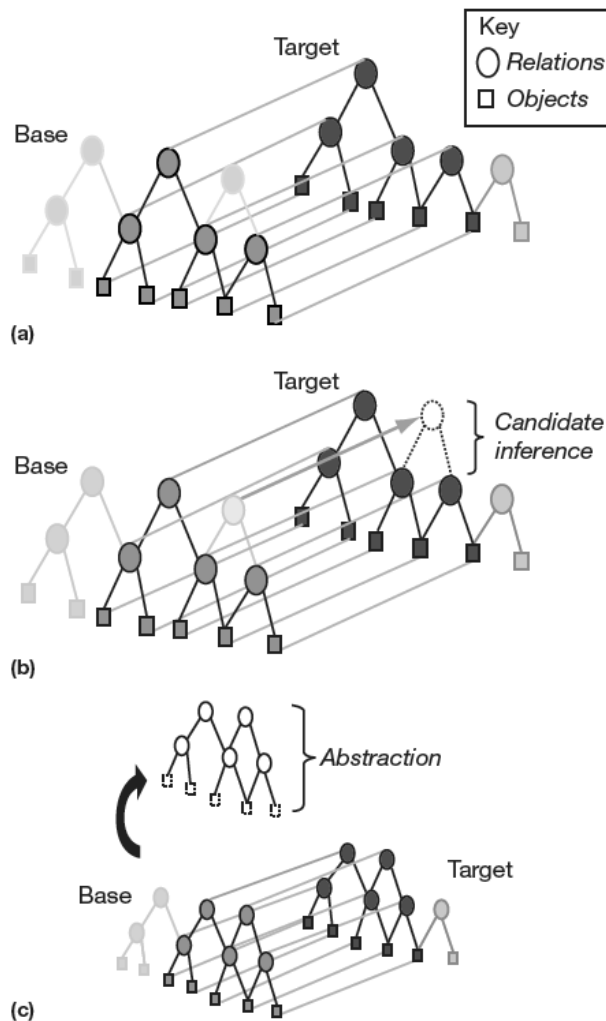 Key
Relations
Objects
Target
Base
(a)
Target
Candidate
inference
Base
(b)
Abstraction
Target
Base
(c)